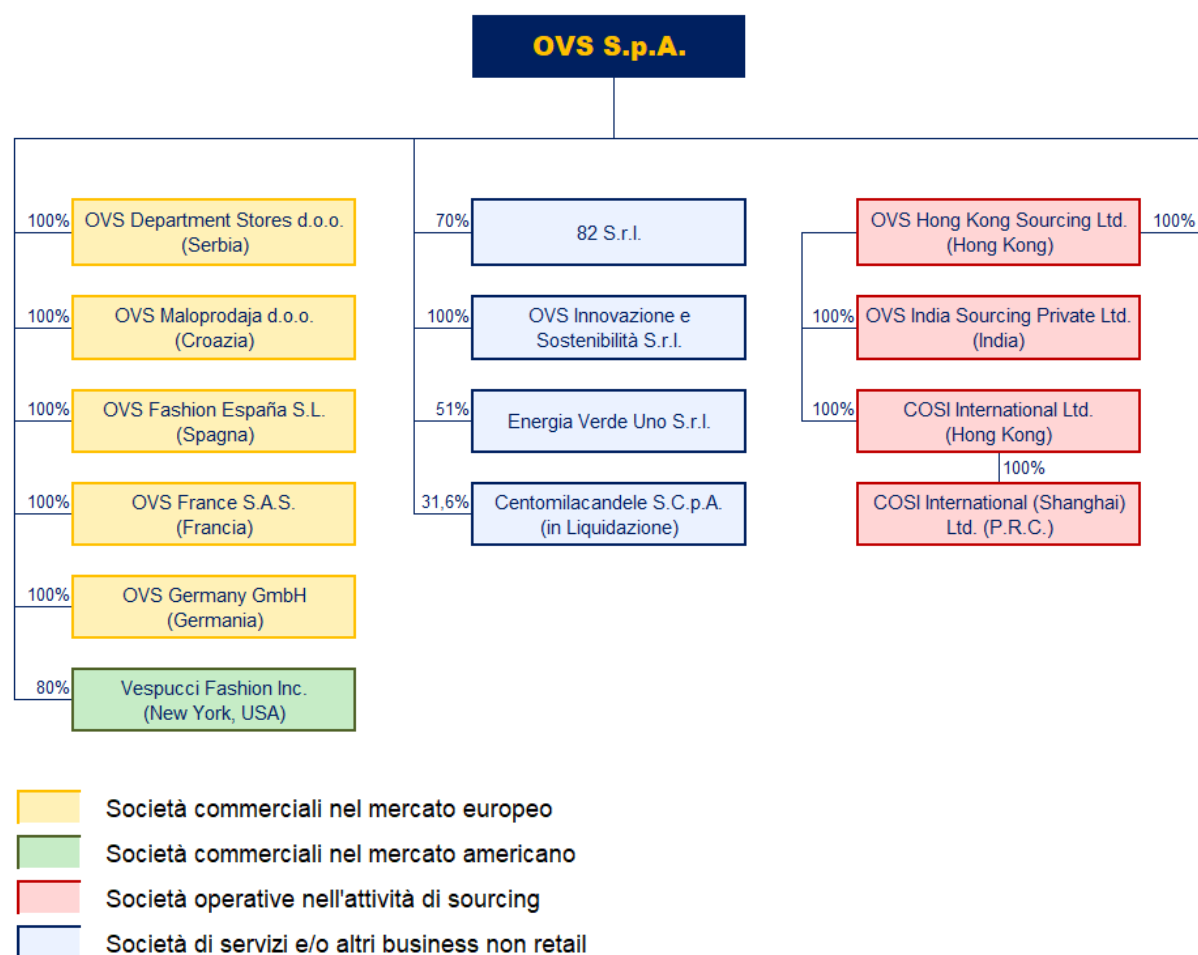 OVS S.p.A.
100%
OVS Department Stores d.o.o.
(Serbia)
100%
OVS Maloprodaja d.o.o.
(Croazia)
100%
OVS Fashion España S.L.
(Spagna)
100%
OVS France S.A.S.
(Francia)
100%
OVS Germany GmbH
(Germania)
80%
Vespucci Fashion Inc.
(New York, USA)
70%
82 S.r.l.
100%
OVS Innovazione e
Sostenibilità S.r.l.
51%
Energia Verde Uno S.r.l.
31,6%
Centomilacandele S.C.p.A.
(in Liquidazione)
OVS Hong Kong Sourcing Ltd.
(Hong Kong)
100%
100%
OVS India Sourcing Private Ltd.
(India)
100%
COSI International Ltd.
(Hong Kong)
100%
COSI International (Shanghai)
Ltd. (P.R.C.)
Società commerciali nel mercato europeo
Società commerciali nel mercato americano
Società operative nell'attività di sourcing
Società di servizi e/o altri business non retail